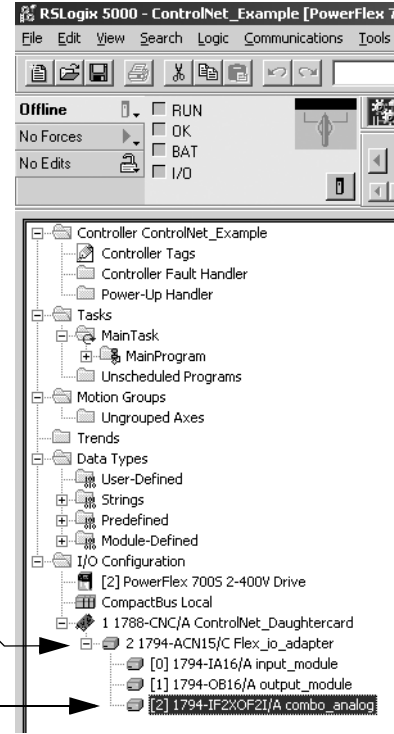 RSLogix 5000 - ControlNet_Example [PowerFlex 7
File Edit View Search Logic Communications Tools
Offline
RUN
No Forces
OK
BAT
No Edits
I/O
Controller ControlNet_Example
Controller Tags
Controller Fault Handler
Power-Up Handler
Tasks
MainTask
MainProgram
Unscheduled Programs
Motion Groups
Ungrouped Axes
Trends
Data Types
User-Defined
Strings
Predefined
Module-Defined
I/O Configuration
[2] PowerFlex 700S 2-400V Drive
CompactBus Local
1 1788-CNC/A ControlNet_Daughtercard
2 1794-ACN15/C Flex_io_adapter
[0] 1794-IA16/A input_module
[1] 1794-OB16/A output_module
[2] 1794-IF2XOF2I/A combo_analog